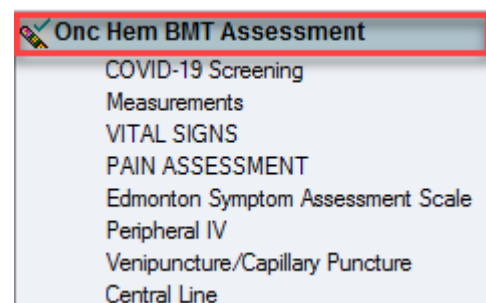 Onc Hem BMT Assessment
COVID-19 Screening
Measurements
VITAL SIGNS
PAIN ASSESSMENT
Edmonton Symptom Assessment Scale
Peripheral IV
Venipuncture/Capillary Puncture
Central Line